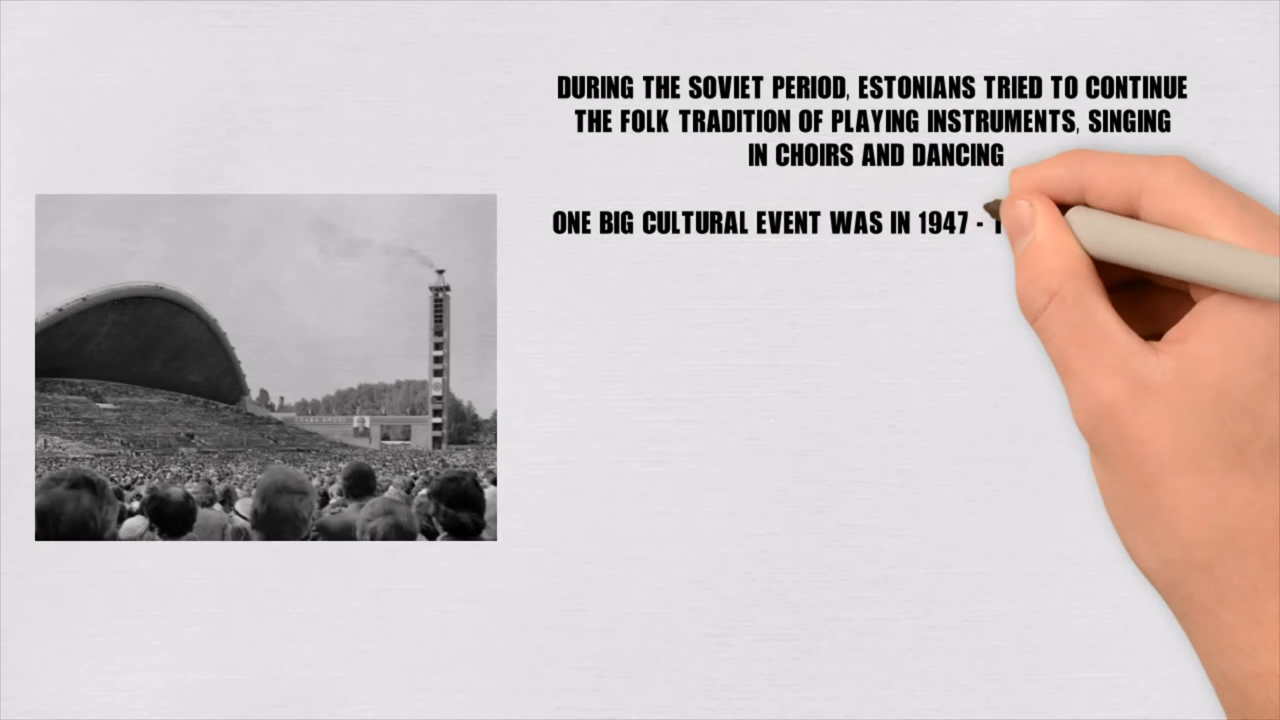 DURING THE SOVIET PERIOD, ESTONIANS TRIED TO CONTINUE
THE FOLK TRADITION OF PLAYING INSTRUMENTS, SINGING
IN CHOIRS AND DANCING
ONE BIG CULTURAL EVENT WAS IN 1947 -